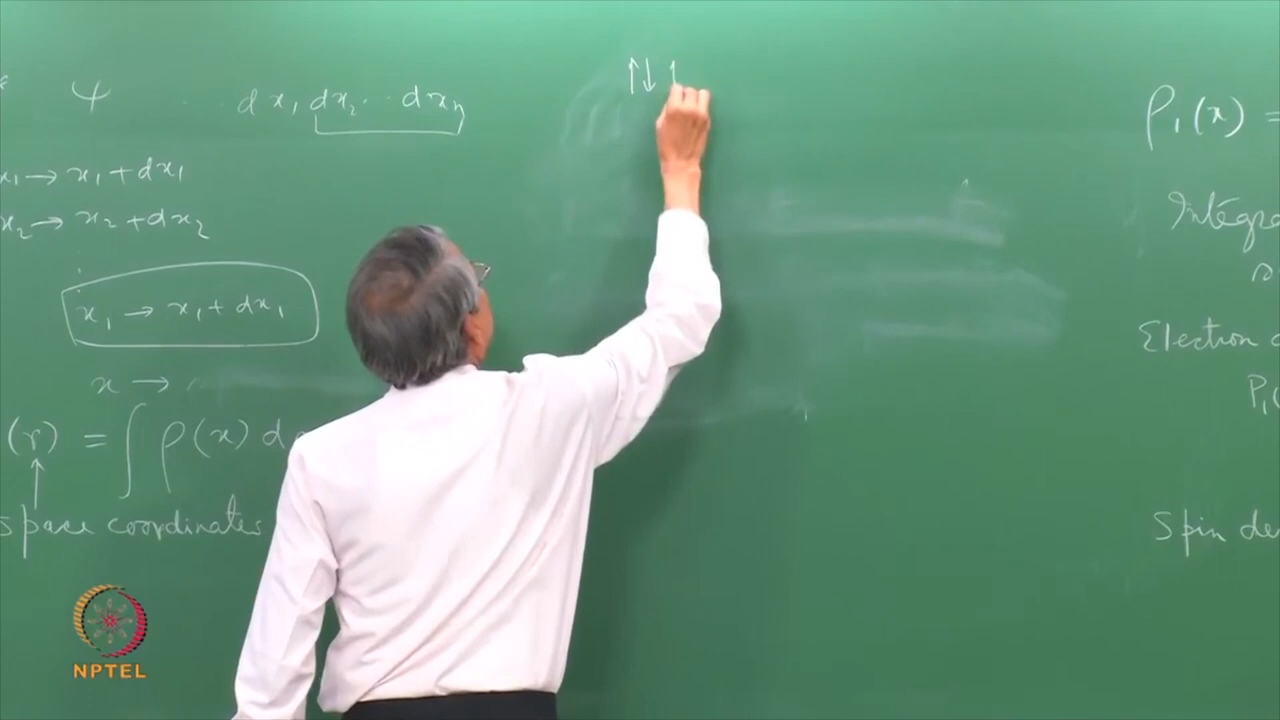 ψ .. dx₁ dx₂ .. dxₙ
x₁ → x₁ + dx₁
x₂ → x₂ + dx₂
x₁ → x₁ + dx₁
x →
(r) = ∫ ρ(x) d
↑
space coordinates
↑↓ ↑
ρ₁(x) =
Integra
Electron
P₁(
Spin de
NPTEL